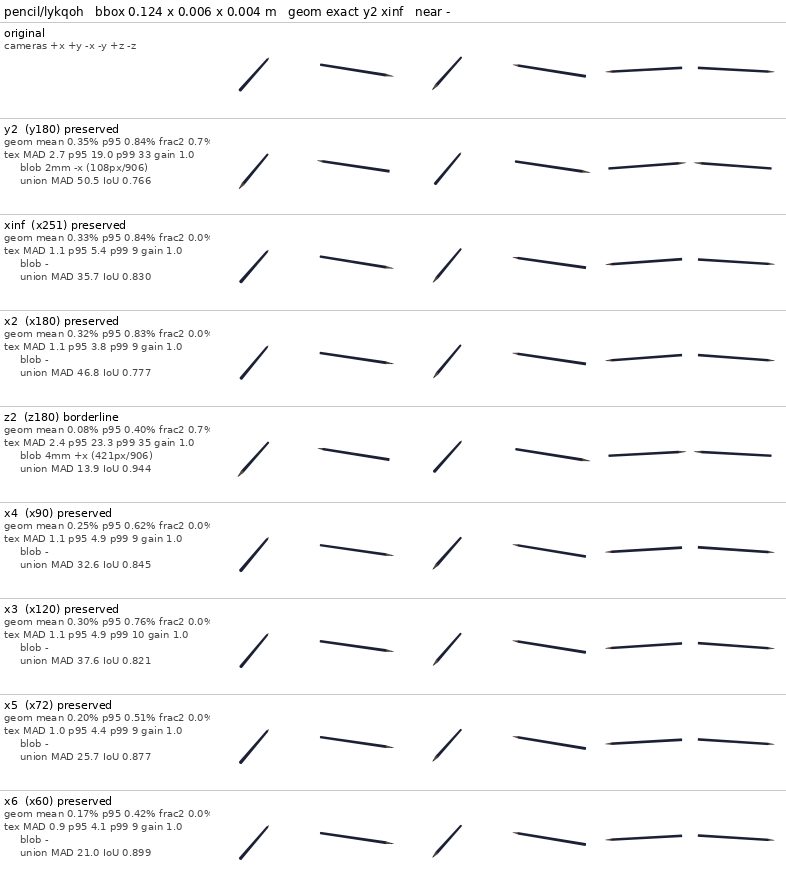 pencil/lykqoh   bbox 0.124 x 0.006 x 0.004 m   geom exact y2 xinf   near -
original
cameras +x +y -x -y +z -z
y2  (y180) preserved
geom mean 0.35% p95 0.84% frac2 0.7%
tex MAD 2.7 p95 19.0 p99 33 gain 1.0
blob 2mm -x (108px/906)
union MAD 50.5 IoU 0.766
xinf  (x251) preserved
geom mean 0.33% p95 0.84% frac2 0.0%
tex MAD 1.1 p95 5.4 p99 9 gain 1.0
blob -
union MAD 35.7 IoU 0.830
x2  (x180) preserved
geom mean 0.32% p95 0.83% frac2 0.0%
tex MAD 1.1 p95 3.8 p99 9 gain 1.0
blob -
union MAD 46.8 IoU 0.777
z2  (z180) borderline
geom mean 0.08% p95 0.40% frac2 0.7%
tex MAD 2.4 p95 23.3 p99 35 gain 1.0
blob 4mm +x (421px/906)
union MAD 13.9 IoU 0.944
x4  (x90) preserved
geom mean 0.25% p95 0.62% frac2 0.0%
tex MAD 1.1 p95 4.9 p99 9 gain 1.0
blob -
union MAD 32.6 IoU 0.845
x3  (x120) preserved
geom mean 0.30% p95 0.76% frac2 0.0%
tex MAD 1.1 p95 4.9 p99 10 gain 1.0
blob -
union MAD 37.6 IoU 0.821
x5  (x72) preserved
geom mean 0.20% p95 0.51% frac2 0.0%
tex MAD 1.0 p95 4.4 p99 9 gain 1.0
blob -
union MAD 25.7 IoU 0.877
x6  (x60) preserved
geom mean 0.17% p95 0.42% frac2 0.0%
tex MAD 0.9 p95 4.1 p99 9 gain 1.0
blob -
union MAD 21.0 IoU 0.899